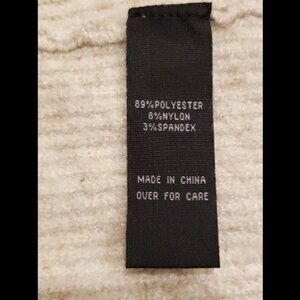 89%POLYESTER
8%NYLON
3%SPANDEX
MADE IN CHINA
OVER FOR CARE